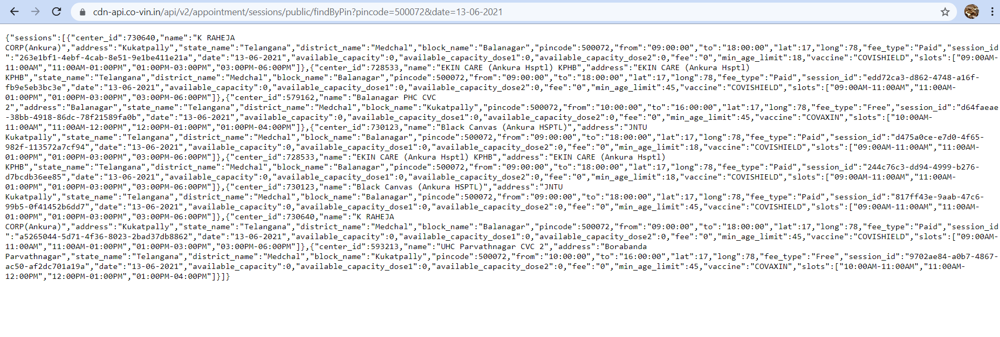 cdn-api.co-vin.in/api/v2/appointment/sessions/public/findByPin?pincode=500072&date=13-06-2021
{"sessions":[{"center_id":730640,"name":"K RAHEJA
CORP(Ankura)","address":"Kukatpally","state_name":"Telangana","district_name":"Medchal","block_name":"Balanagar","pincode":500072,"from":"09:00:00","to":"18:00:00","lat":17,"long":78,"fee_type":"Paid","session_id
":"263e1bf1-4ebf-4cab-8e51-9e1be411e21a","date":"13-06-2021","available_capacity":0,"available_capacity_dose1":0,"available_capacity_dose2":0,"fee":"0","min_age_limit":18,"vaccine":"COVISHIELD","slots":["09:00AM-
11:00AM","11:00AM-01:00PM","01:00PM-03:00PM","03:00PM-06:00PM"]},{"center_id":728533,"name":"EKIN CARE (Ankura Hsptl) KPHB","address":"EKIN CARE (Ankura Hsptl)
KPHB","state_name":"Telangana","district_name":"Medchal","block_name":"Balanagar","pincode":500072,"from":"09:00:00","to":"18:00:00","lat":17,"long":78,"fee_type":"Paid","session_id":"edd72ca3-d862-4748-a16f-
fb9e5eb3bc3e","date":"13-06-2021","available_capacity":0,"available_capacity_dose1":0,"available_capacity_dose2":0,"fee":"0","min_age_limit":45,"vaccine":"COVISHIELD","slots":["09:00AM-11:00AM","11:00AM-
01:00PM","01:00PM-03:00PM","03:00PM-06:00PM"]},{"center_id":579162,"name":"Balanagar PHC CVC
2","address":"Balanagar","state_name":"Telangana","district_name":"Medchal","block_name":"Kukatpally","pincode":500072,"from":"10:00:00","to":"16:00:00","lat":17,"long":78,"fee_type":"Free","session_id":"d64faeae
-38bb-4918-86dc-78f21589fa0b","date":"13-06-2021","available_capacity":0,"available_capacity_dose1":0,"available_capacity_dose2":0,"fee":"0","min_age_limit":45,"vaccine":"COVAXIN","slots":["10:00AM-
11:00AM","11:00AM-12:00PM","12:00PM-01:00PM","01:00PM-04:00PM"]},{"center_id":730123,"name":"Black Canvas (Ankura HSPTL)","address":"JNTU
Kukatpally","state_name":"Telangana","district_name":"Medchal","block_name":"Balanagar","pincode":500072,"from":"09:00:00","to":"18:00:00","lat":17,"long":78,"fee_type":"Paid","session_id":"d475a0ce-e7d0-4f65-
982f-113572a7cf94","date":"13-06-2021","available_capacity":0,"available_capacity_dose1":0,"available_capacity_dose2":0,"fee":"0","min_age_limit":18,"vaccine":"COVISHIELD","slots":["09:00AM-11:00AM","11:00AM-
01:00PM","01:00PM-03:00PM","03:00PM-06:00PM"]},{"center_id":728533,"name":"EKIN CARE (Ankura Hsptl) KPHB","address":"EKIN CARE (Ankura Hsptl)
KPHB","state_name":"Telangana","district_name":"Medchal","block_name":"Balanagar","pincode":500072,"from":"09:00:00","to":"18:00:00","lat":17,"long":78,"fee_type":"Paid","session_id":"244c76c3-dd94-4999-b276-
d7bcdb36ee85","date":"13-06-2021","available_capacity":0,"available_capacity_dose1":0,"available_capacity_dose2":0,"fee":"0","min_age_limit":18,"vaccine":"COVISHIELD","slots":["09:00AM-11:00AM","11:00AM-
01:00PM","01:00PM-03:00PM","03:00PM-06:00PM"]},{"center_id":730123,"name":"Black Canvas (Ankura HSPTL)","address":"JNTU
Kukatpally","state_name":"Telangana","district_name":"Medchal","block_name":"Balanagar","pincode":500072,"from":"09:00:00","to":"18:00:00","lat":17,"long":78,"fee_type":"Paid","session_id":"817ff43e-9aab-47c6-
99b5-0f41452b6dd7","date":"13-06-2021","available_capacity":0,"available_capacity_dose1":0,"available_capacity_dose2":0,"fee":"0","min_age_limit":45,"vaccine":"COVISHIELD","slots":["09:00AM-11:00AM","11:00AM-
01:00PM","01:00PM-03:00PM","03:00PM-06:00PM"]},{"center_id":730640,"name":"K RAHEJA
CORP(Ankura)","address":"Kukatpally","state_name":"Telangana","district_name":"Medchal","block_name":"Balanagar","pincode":500072,"from":"09:00:00","to":"18:00:00","lat":17,"long":78,"fee_type":"Paid","session_id
":"a5265044-5d71-4f36-8023-2bad37db8862","date":"13-06-2021","available_capacity":0,"available_capacity_dose1":0,"available_capacity_dose2":0,"fee":"0","min_age_limit":45,"vaccine":"COVISHIELD","slots":["09:00AM-
11:00AM","11:00AM-01:00PM","01:00PM-03:00PM","03:00PM-06:00PM"]},{"center_id":593213,"name":"UHC Parvathnagar CVC 2","address":"Borabanda
Parvathnagar","state_name":"Telangana","district_name":"Medchal","block_name":"Kukatpally","pincode":500072,"from":"10:00:00","to":"16:00:00","lat":17,"long":78,"fee_type":"Free","session_id":"9702ae84-a0b7-4867-
ac50-af2dc701a19a","date":"13-06-2021","available_capacity":0,"available_capacity_dose1":0,"available_capacity_dose2":0,"fee":"0","min_age_limit":45,"vaccine":"COVAXIN","slots":["10:00AM-11:00AM","11:00AM-
12:00PM","12:00PM-01:00PM","01:00PM-04:00PM"]}]}